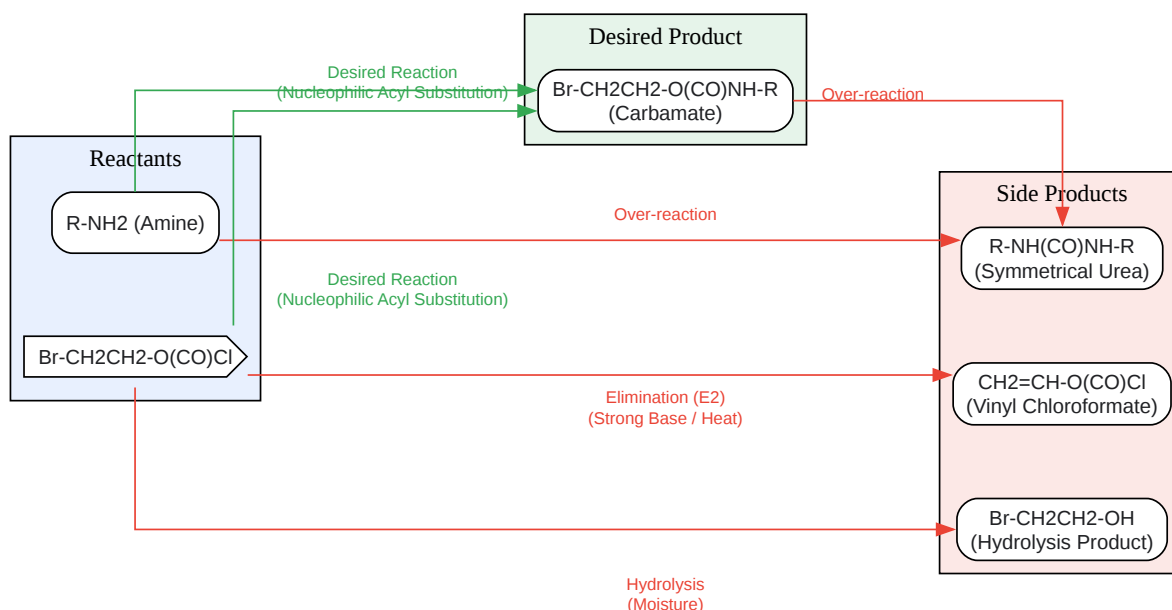 Desired Product
Desired Reaction
(Nucleophilic Acyl Substitution)
Br-CH2CH2-O(CO)NH-R
(Carbamate)
Over-reaction
Reactants
R-NH2 (Amine)
Over-reaction
Side Products
R-NH(CO)NH-R
(Symmetrical Urea)
Desired Reaction
(Nucleophilic Acyl Substitution)
Br-CH2CH2-O(CO)Cl
Elimination (E2)
(Strong Base / Heat)
CH2=CH-O(CO)Cl
(Vinyl Chloroformate)
Br-CH2CH2-OH
(Hydrolysis Product)
Hydrolysis
(Moisture)